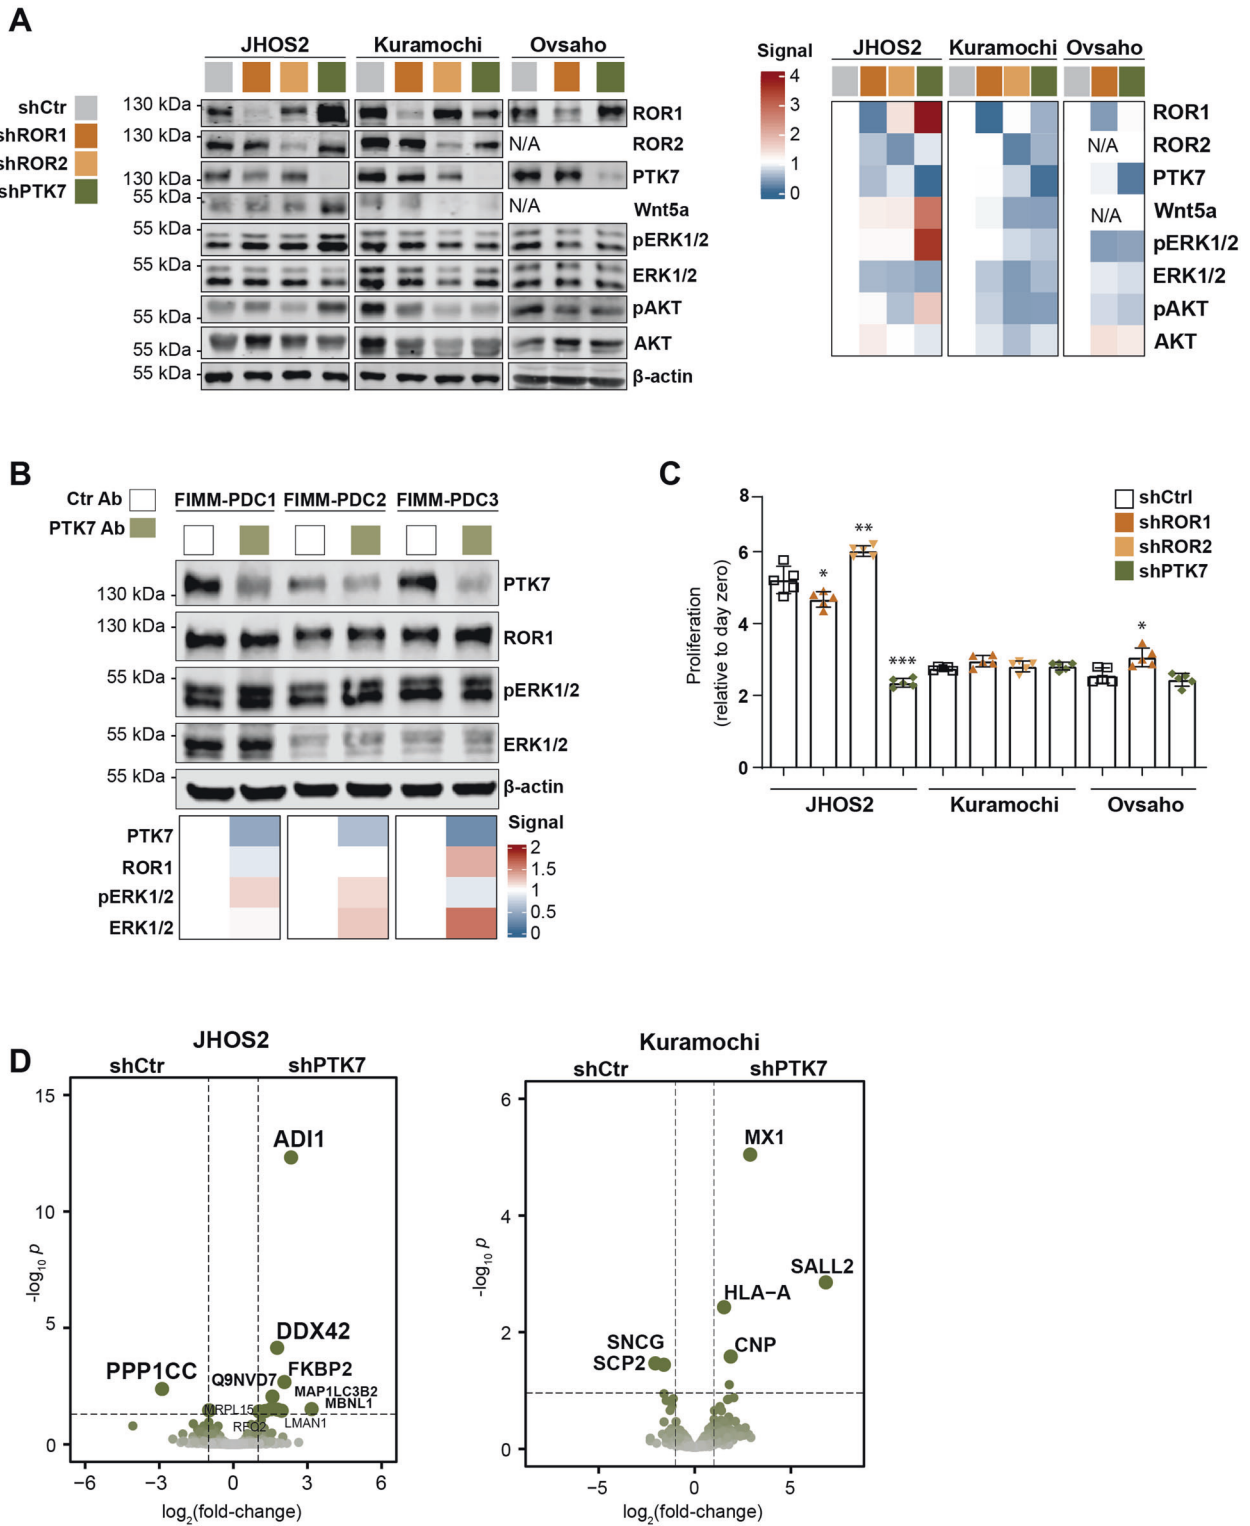 A
JHOS2 Kuramochi Ovsaho
shCtr
shROR1
shROR2
shPTK7
130 kDa ROR1
130 kDa ROR2
N/A
130 kDa PTK7
55 kDa Wnt5a
N/A
55 kDa pERK1/2
55 kDa ERK1/2
55 kDa pAKT
55 kDa AKT
55 kDa β-actin
Signal
4
3
2
1
0
JHOS2 Kuramochi Ovsaho
ROR1
N/A ROR2
PTK7
N/A Wnt5a
pERK1/2
ERK1/2
pAKT
AKT
B
Ctr Ab
PTK7 Ab
FIMM-PDC1 FIMM-PDC2 FIMM-PDC3
130 kDa PTK7
130 kDa ROR1
55 kDa pERK1/2
55 kDa ERK1/2
55 kDa β-actin
PTK7
ROR1
pERK1/2
ERK1/2
Signal
2
1.5
1
0.5
0
C
Proliferation
(relative to day zero)
8
6
4
2
0
* ** *** *
shCtrl
shROR1
shROR2
shPTK7
JHOS2 Kuramochi Ovsaho
D
JHOS2
shCtr shPTK7
-log10 p
15
10
5
0
ADI1
DDX42
PPP1CC
FKBP2
Q9NVD7
MAP1LC3B2
MBNL1
MRPL15
LMAN1
RFC2
−6 −3 0 3 6
log2(fold-change)
Kuramochi
shCtr shPTK7
-log10 p
6
4
2
0
MX1
SALL2
HLA−A
SNCG
CNP
SCP2
−5 0 5
log2(fold-change)